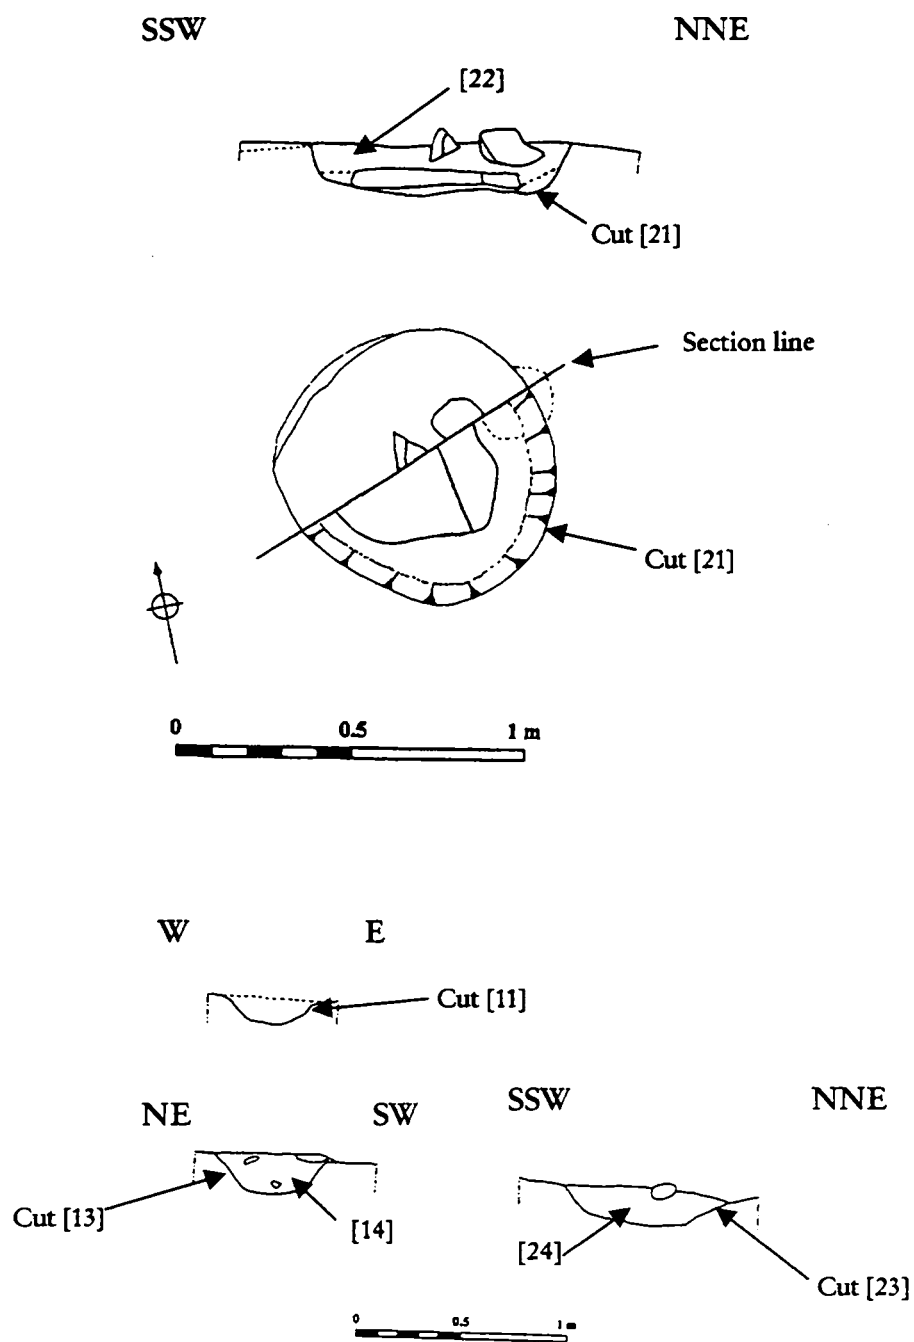 SSW NNE
[22]
Cut [21]
Section line
Cut [21]
0 0.5 1 m
W E
Cut [11]
NE SW
SSW NNE
Cut [13]
[14]
[24]
Cut [23]
0 0.5 1 m